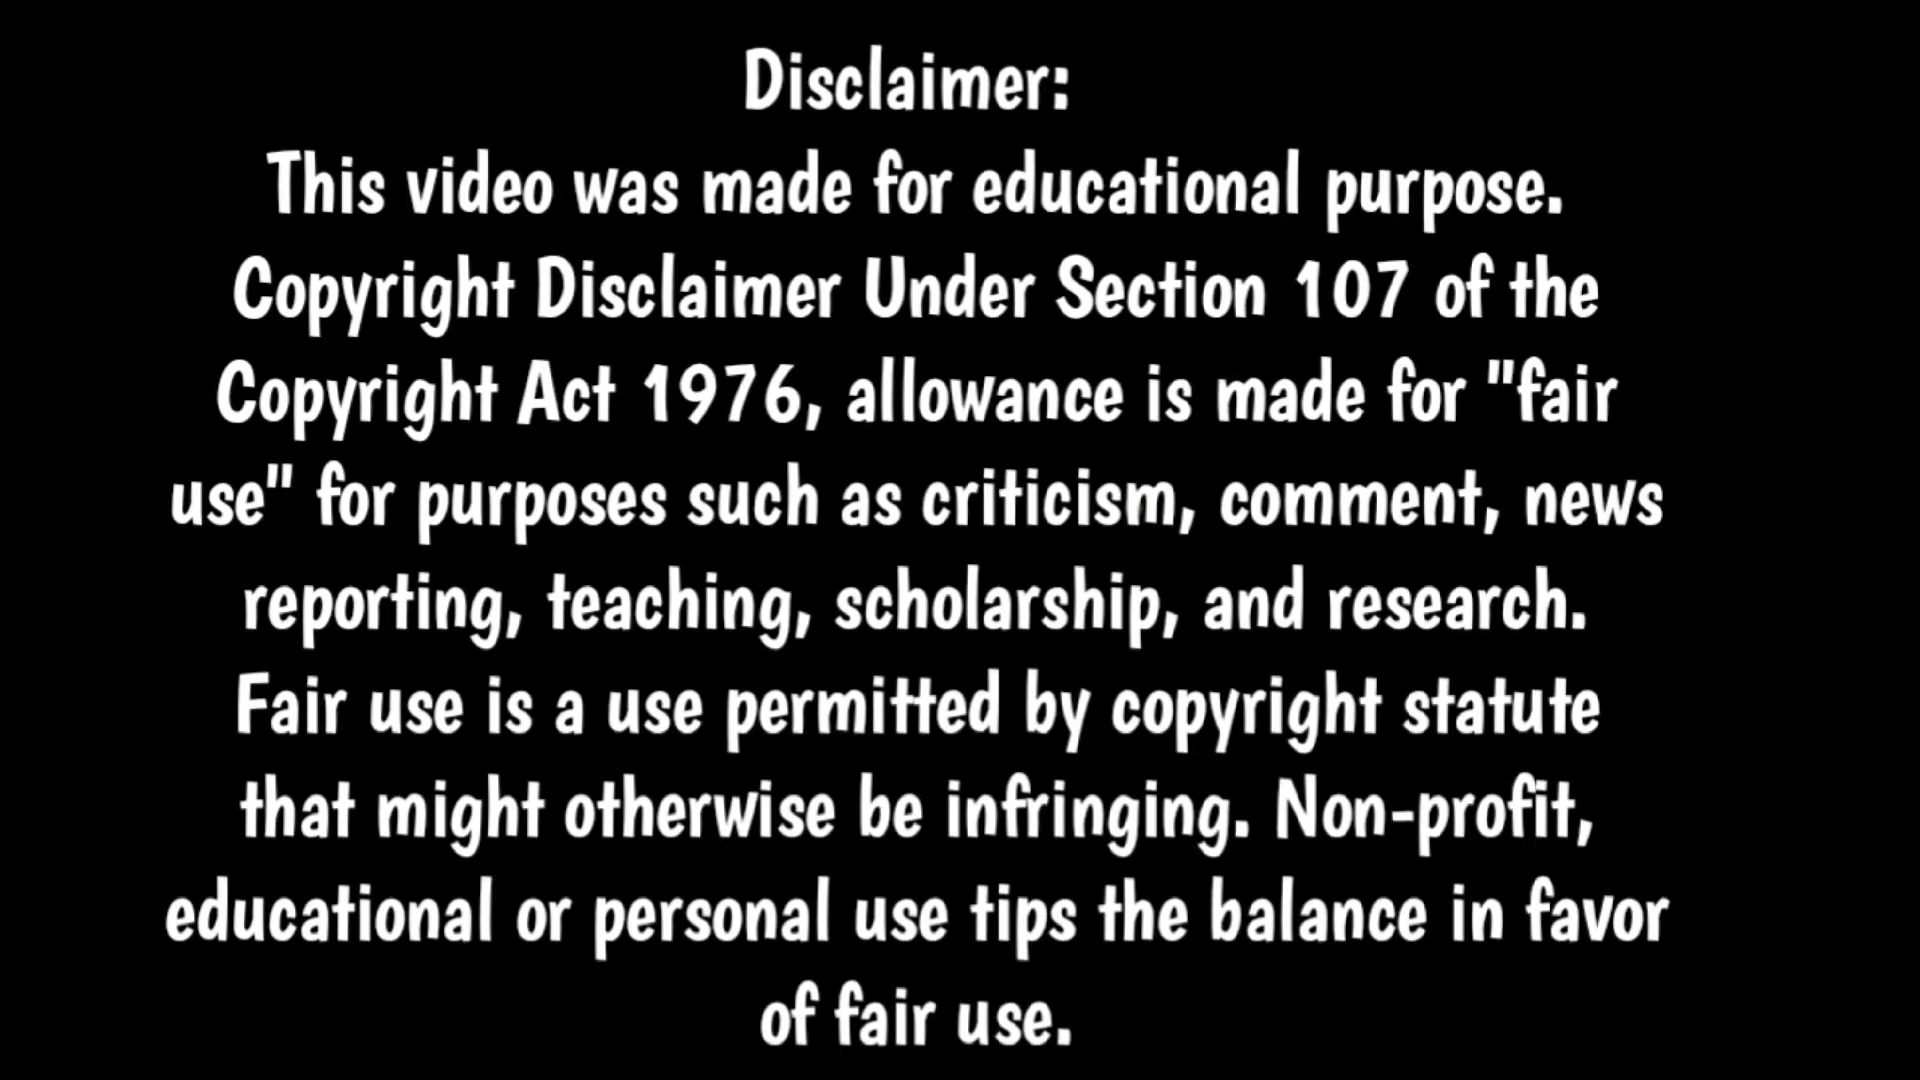 Disclaimer:
This video was made for educational purpose.
Copyright Disclaimer Under Section 107 of the
Copyright Act 1976, allowance is made for "fair
use" for purposes such as criticism, comment, news
reporting, teaching, scholarship, and research.
Fair use is a use permitted by copyright statute
that might otherwise be infringing. Non-profit,
educational or personal use tips the balance in favor
of fair use.